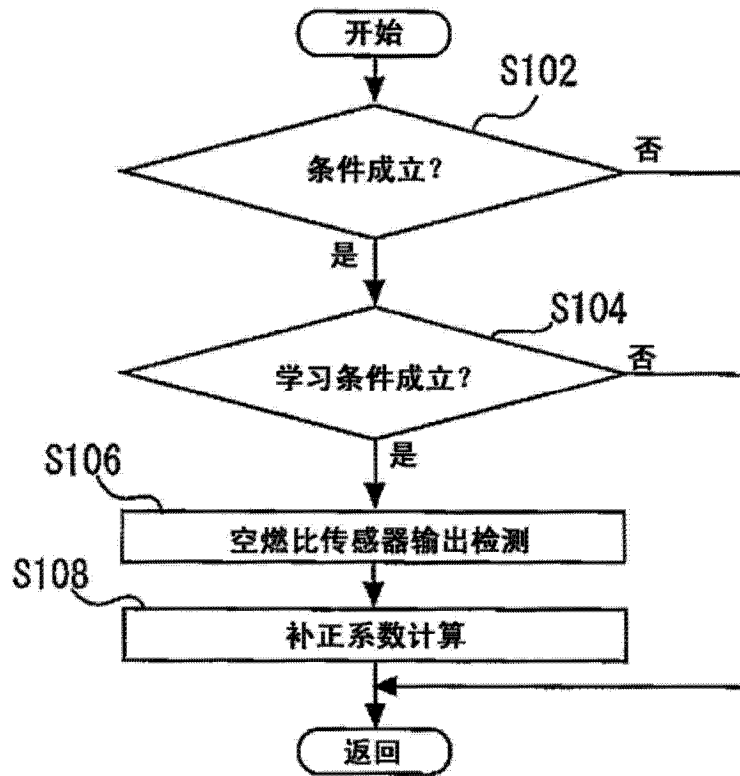 开始
S102
条件成立?
否
是
S104
学习条件成立?
否
是
S106
空燃比传感器输出检测
S108
补正系数计算
返回